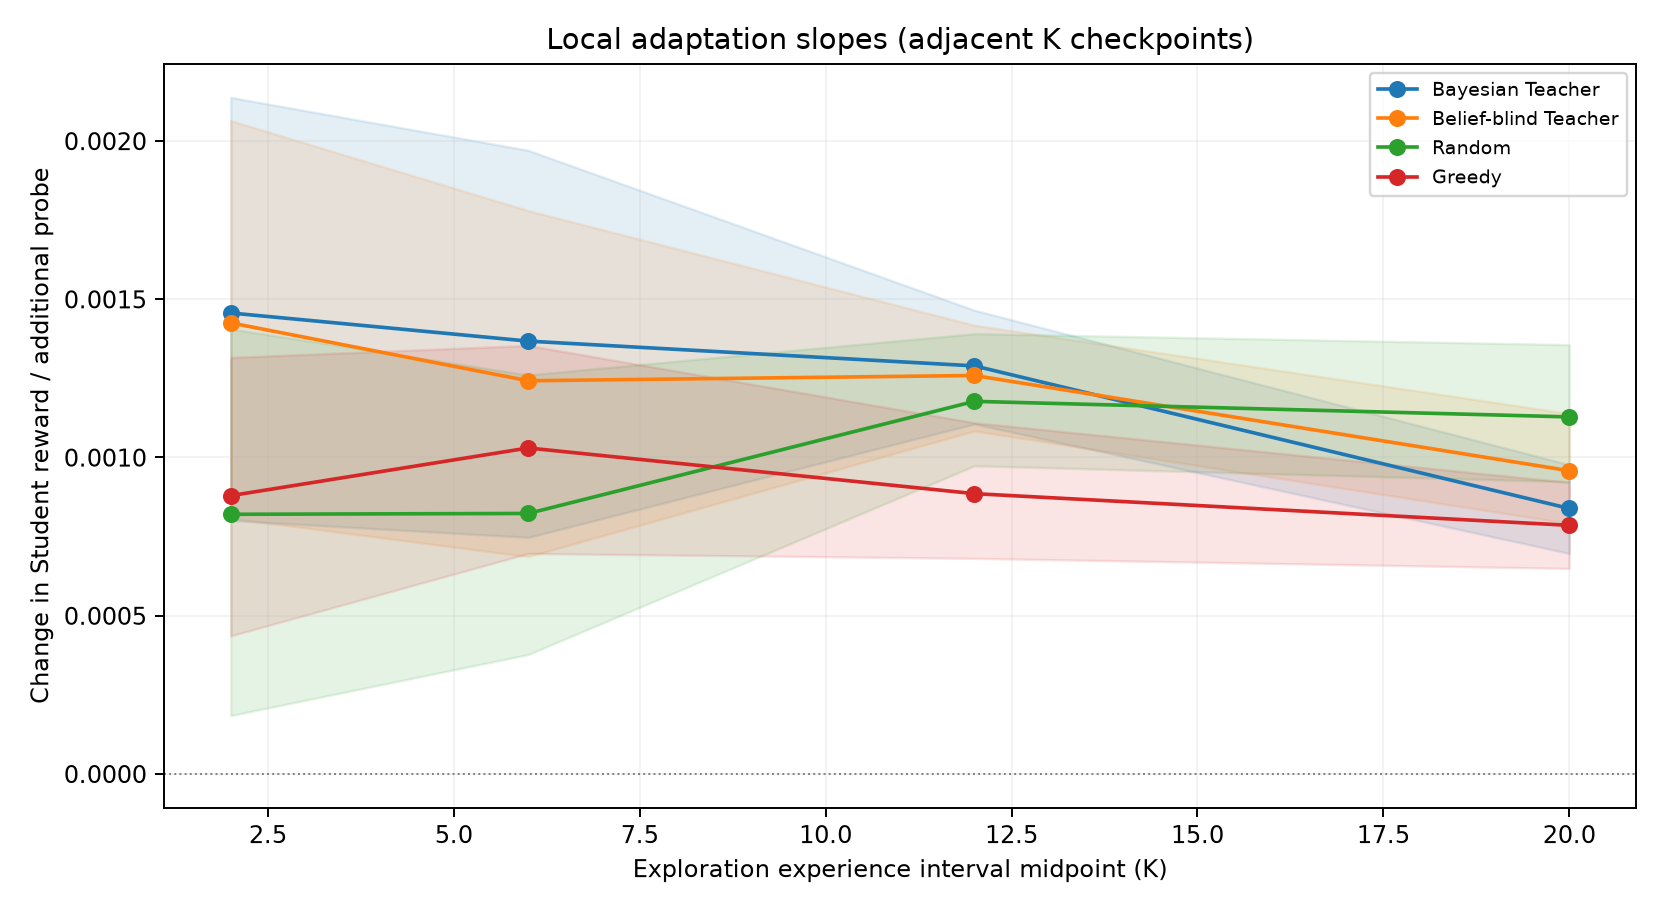 Local adaptation slopes (adjacent K checkpoints)
Change in Student reward / additional probe
0.0020
0.0015
0.0010
0.0005
0.0000
Bayesian Teacher
Belief-blind Teacher
Random
Greedy
2.5 5.0 7.5 10.0 12.5 15.0 17.5 20.0
Exploration experience interval midpoint (K)